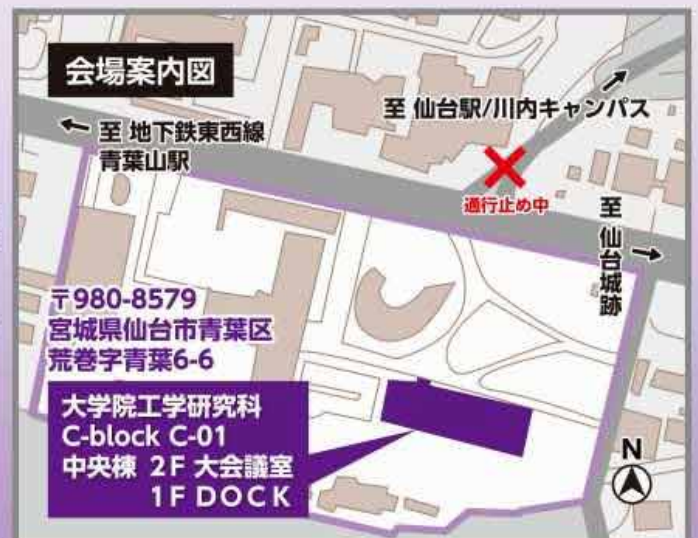 会場案内図
至 仙台駅/川内キャンパス
← 至 地下鉄東西線
青葉山駅
通行止め中
至 仙台城跡 →
〒980-8579
宮城県仙台市青葉区
荒巻字青葉6-6
大学院工学研究科
C-block C-01
中央棟 2F 大会議室
1F DOCK
N